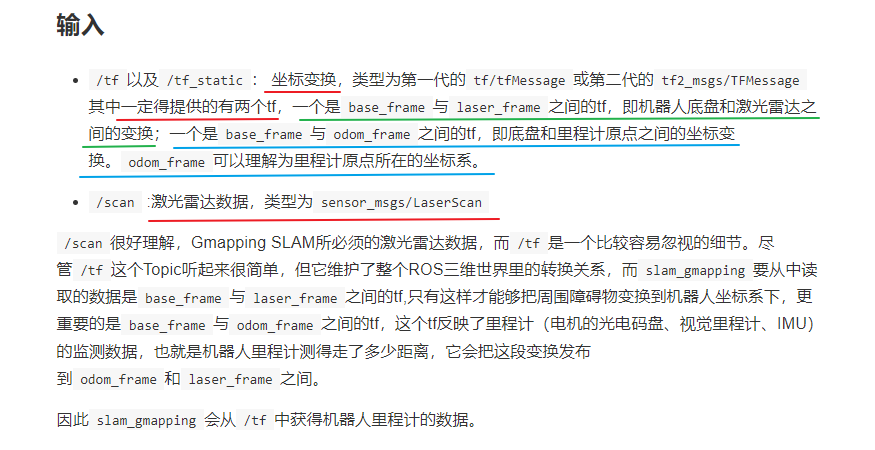 输入
/tf 以及 /tf_static ： 坐标变换，类型为第一代的 tf/tfMessage 或第二代的 tf2_msgs/TFMessage
其中一定得提供的有两个tf，一个是 base_frame 与 laser_frame 之间的tf，即机器人底盘和激光雷达之
间的变换；一个是 base_frame 与 odom_frame 之间的tf，即底盘和里程计原点之间的坐标变
换。 odom_frame 可以理解为里程计原点所在的坐标系。
/scan :激光雷达数据，类型为 sensor_msgs/LaserScan
/scan 很好理解，Gmapping SLAM所必须的激光雷达数据，而 /tf 是一个比较容易忽视的细节。尽
管 /tf 这个Topic听起来很简单，但它维护了整个ROS三维世界里的转换关系，而 slam_gmapping 要从中读
取的数据是 base_frame 与 laser_frame 之间的tf,只有这样才能够把周围障碍物变换到机器人坐标系下，更
重要的是 base_frame 与 odom_frame 之间的tf，这个tf反映了里程计（电机的光电码盘、视觉里程计、IMU）
的监测数据，也就是机器人里程计测得走了多少距离，它会把这段变换发布
到 odom_frame 和 laser_frame 之间。
因此 slam_gmapping 会从 /tf 中获得机器人里程计的数据。